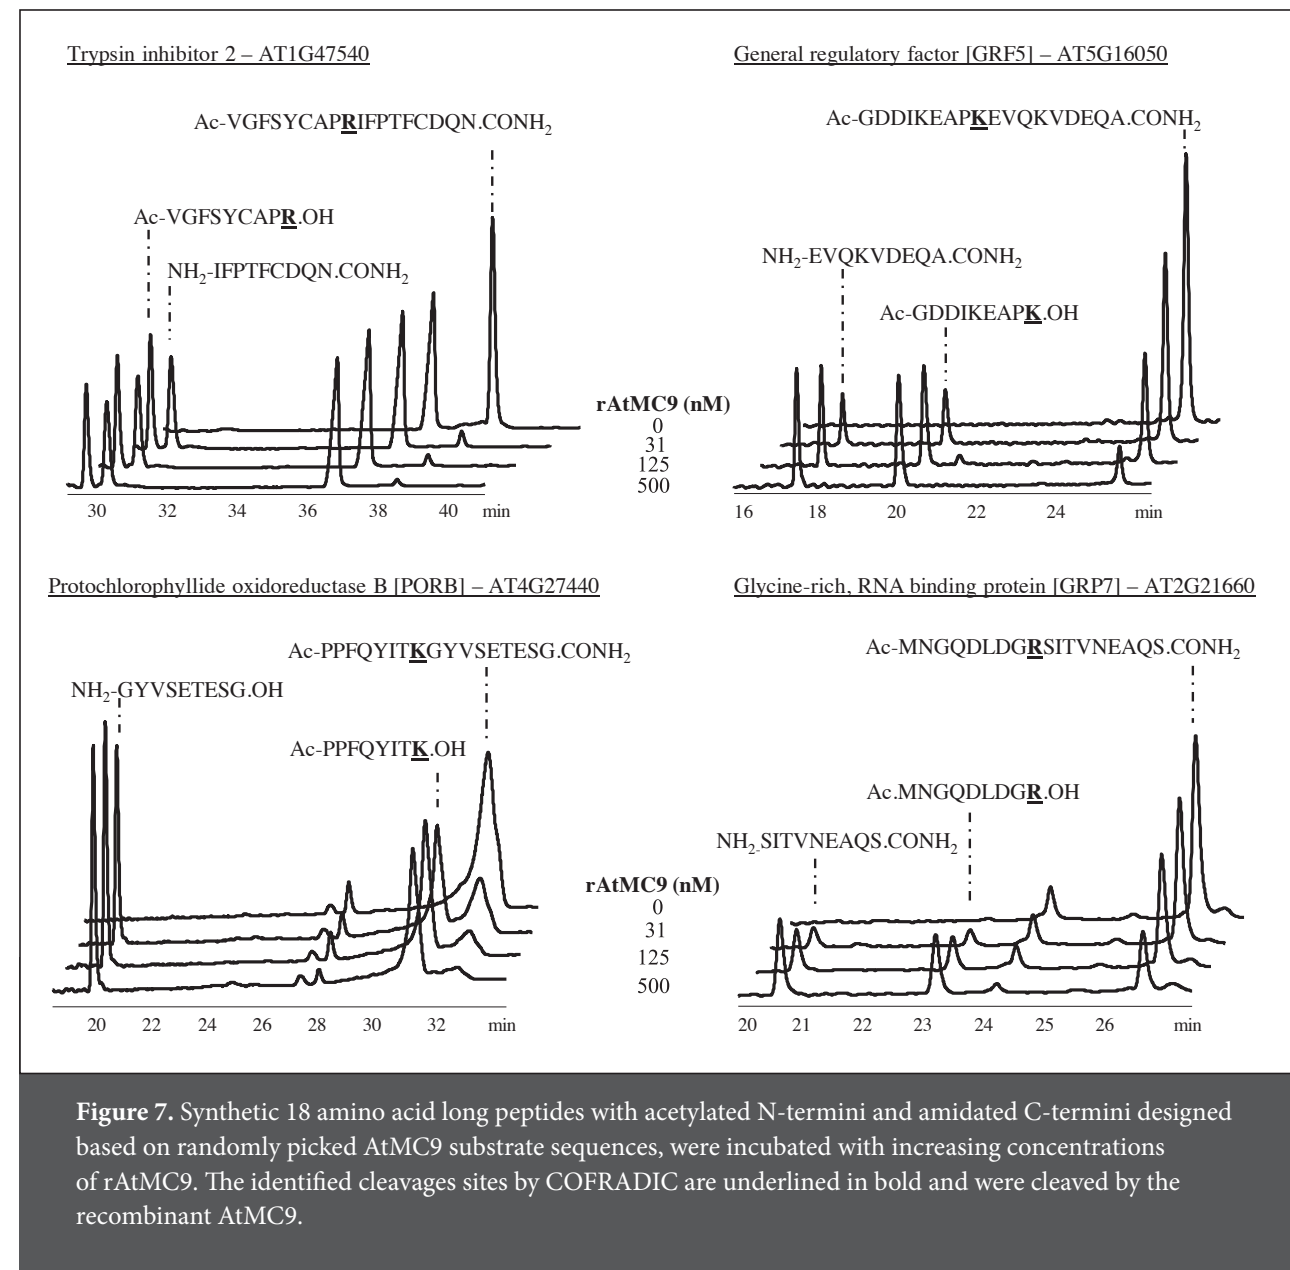 Trypsin inhibitor 2 – AT1G47540
Ac-VGFSYCAPRIFPTFCDQN.CONH2
Ac-VGFSYCAPR.OH
NH2-IFPTFCDQN.CONH2
30 32 34 36 38 40 min
General regulatory factor [GRF5] – AT5G16050
Ac-GDDIKEAPKEVQKVDEQA.CONH2
NH2-EVQKVDEQA.CONH2
Ac-GDDIKEAPK.OH
rAtMC9 (nM)
0
31
125
500
16 18 20 22 24 min
Protochlorophyllide oxidoreductase B [PORB] – AT4G27440
Ac-PPFQYITKGYVSETESG.CONH2
NH2-GYVSETESG.OH
Ac-PPFQYITK.OH
20 22 24 26 28 30 32 min
Glycine-rich, RNA binding protein [GRP7] – AT2G21660
Ac-MNGQDLDGRSITVNEAQS.CONH2
Ac.MNGQDLDGR.OH
NH2-SITVNEAQS.CONH2
rAtMC9 (nM)
0
31
125
500
20 21 22 23 24 25 26 min
Figure 7. Synthetic 18 amino acid long peptides with acetylated N-termini and amidated C-termini designed
based on randomly picked AtMC9 substrate sequences, were incubated with increasing concentrations
of rAtMC9. The identified cleavages sites by COFRADIC are underlined in bold and were cleaved by the
recombinant AtMC9.